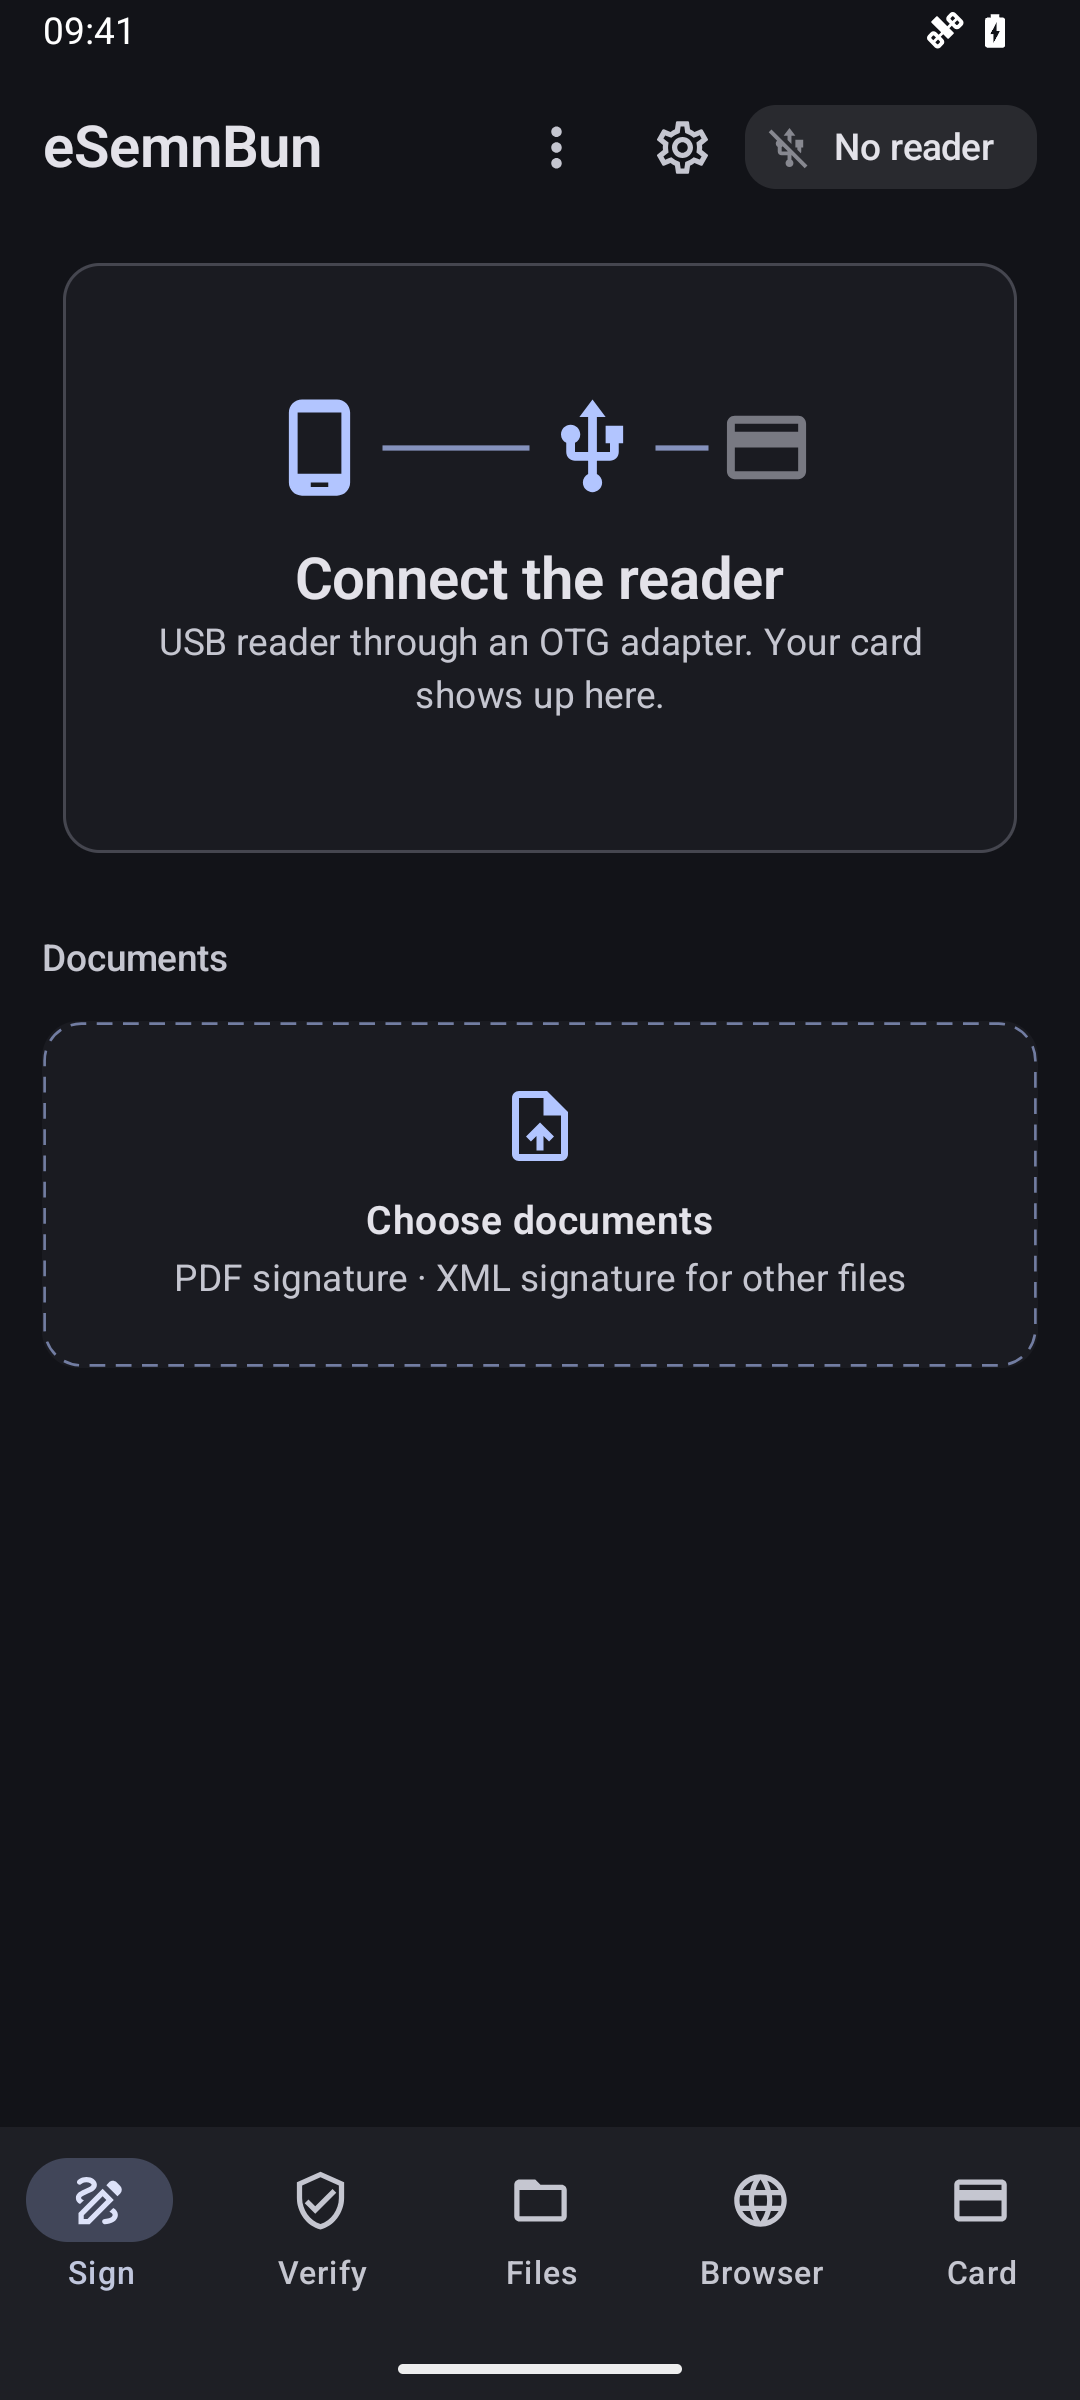 09:41
eSemnBun
No reader
Connect the reader
USB reader through an OTG adapter. Your card
shows up here.
Documents
Choose documents
PDF signature · XML signature for other files
Sign
Verify
Files
Browser
Card